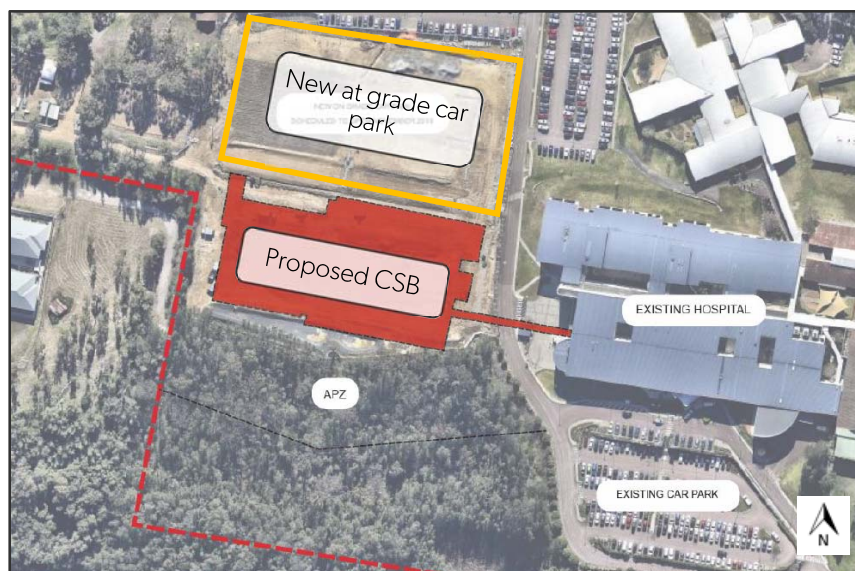 New at grade car
park
Proposed CSB
EXISTING HOSPITAL
APZ
EXISTING CAR PARK
N